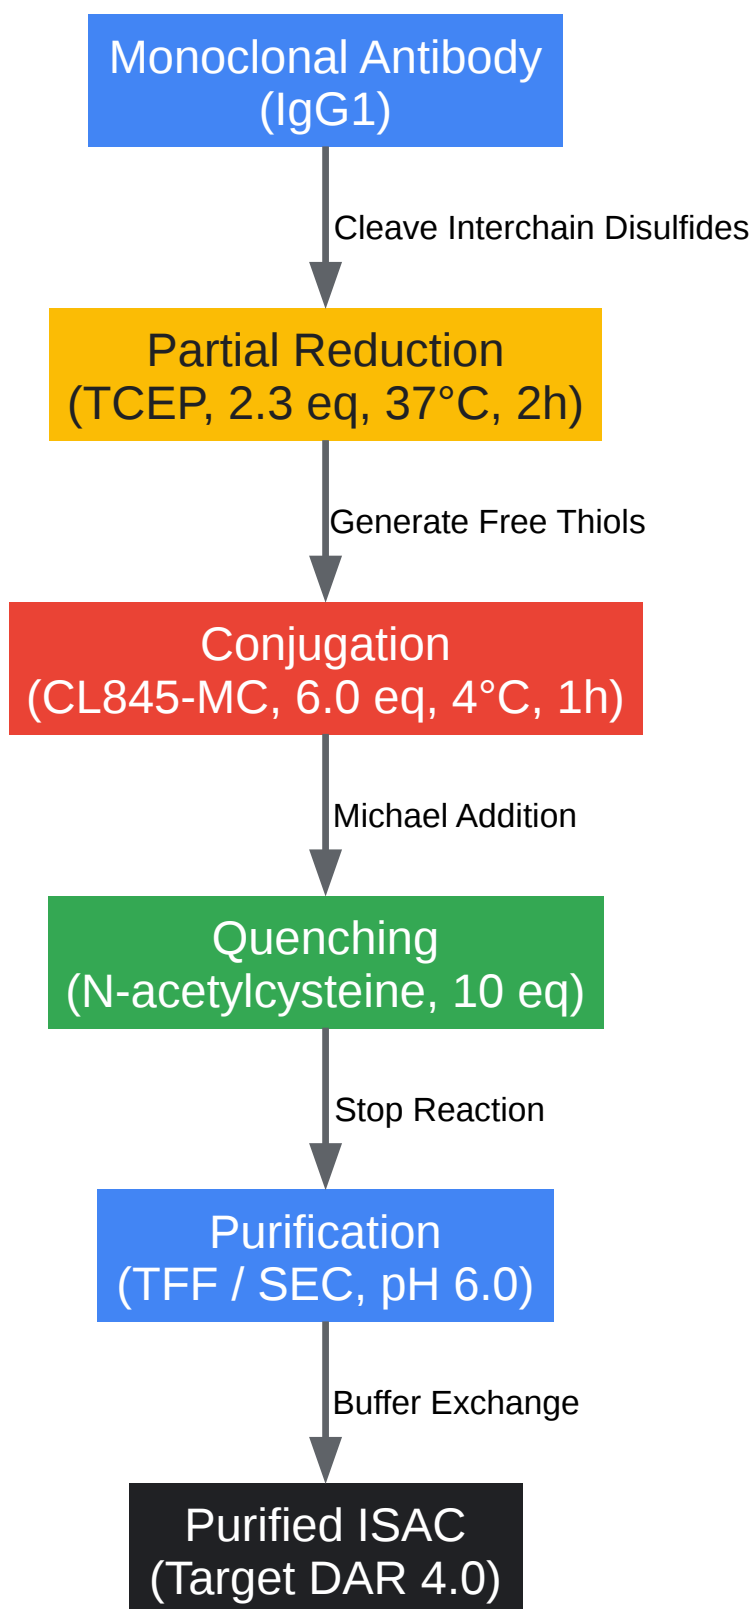 Monoclonal Antibody
(IgG1)
Cleave Interchain Disulfides
Partial Reduction
(TCEP, 2.3 eq, 37°C, 2h)
Generate Free Thiols
Conjugation
(CL845-MC, 6.0 eq, 4°C, 1h)
Michael Addition
Quenching
(N-acetylcysteine, 10 eq)
Stop Reaction
Purification
(TFF / SEC, pH 6.0)
Buffer Exchange
Purified ISAC
(Target DAR 4.0)